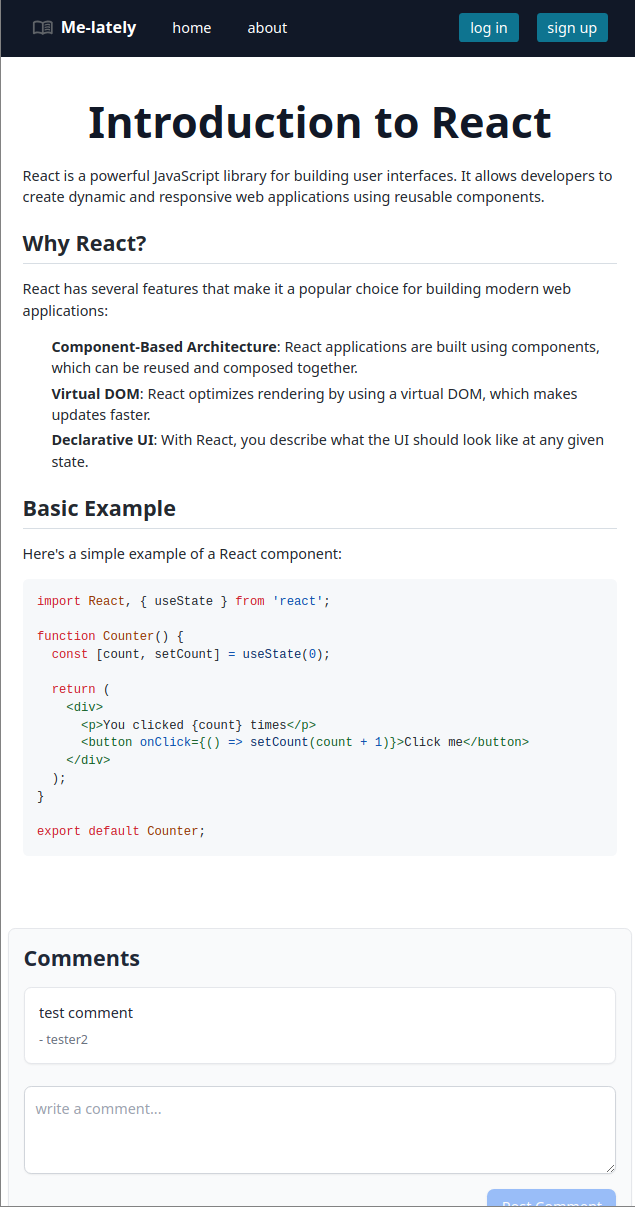 Me-lately home about log in sign up
Introduction to React
React is a powerful JavaScript library for building user interfaces. It allows developers to
create dynamic and responsive web applications using reusable components.
Why React?
React has several features that make it a popular choice for building modern web
applications:
Component-Based Architecture: React applications are built using components,
which can be reused and composed together.
Virtual DOM: React optimizes rendering by using a virtual DOM, which makes
updates faster.
Declarative UI: With React, you describe what the UI should look like at any given
state.
Basic Example
Here's a simple example of a React component:
import React, { useState } from 'react';
function Counter() {
  const [count, setCount] = useState(0);
  return (
    <div>
      <p>You clicked {count} times</p>
      <button onClick={() => setCount(count + 1)}>Click me</button>
    </div>
  );
}
export default Counter;
Comments
test comment
- tester2
write a comment...
Post Comment